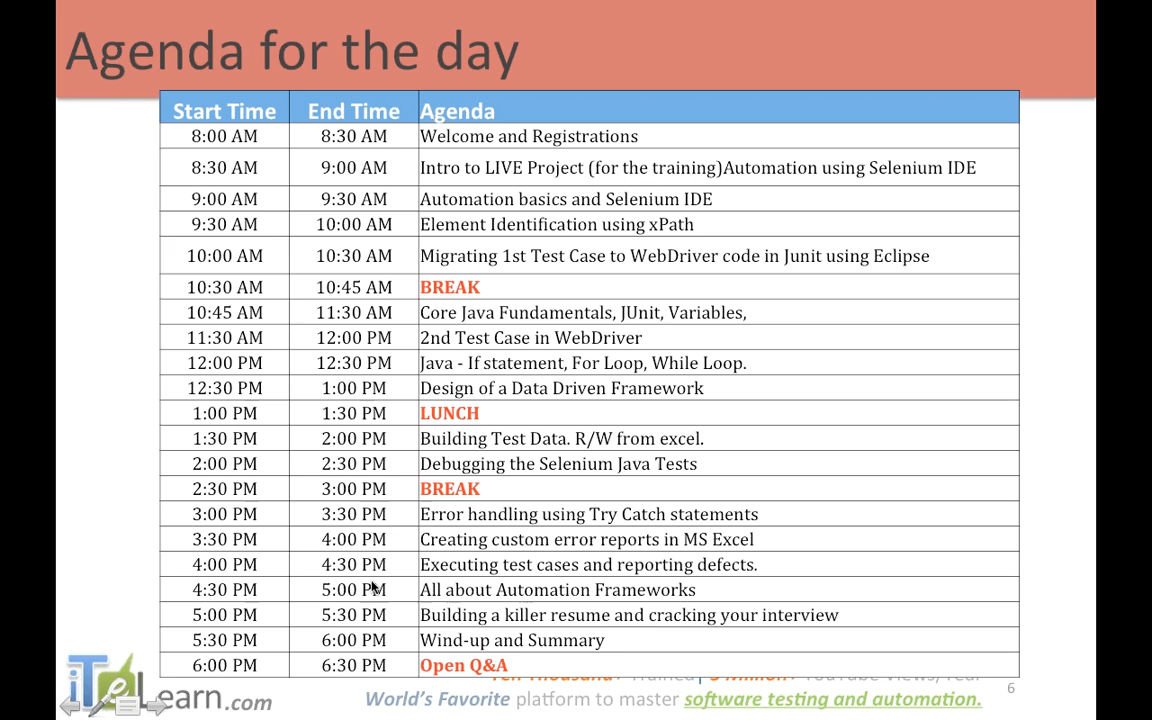 Agenda for the day
Start Time End Time Agenda
8:00 AM 8:30 AM Welcome and Registrations
8:30 AM 9:00 AM Intro to LIVE Project (for the training)Automation using Selenium IDE
9:00 AM 9:30 AM Automation basics and Selenium IDE
9:30 AM 10:00 AM Element Identification using xPath
10:00 AM 10:30 AM Migrating 1st Test Case to WebDriver code in Junit using Eclipse
10:30 AM 10:45 AM BREAK
10:45 AM 11:30 AM Core Java Fundamentals, JUnit, Variables,
11:30 AM 12:00 PM 2nd Test Case in WebDriver
12:00 PM 12:30 PM Java - If statement, For Loop, While Loop.
12:30 PM 1:00 PM Design of a Data Driven Framework
1:00 PM 1:30 PM LUNCH
1:30 PM 2:00 PM Building Test Data. R/W from excel.
2:00 PM 2:30 PM Debugging the Selenium Java Tests
2:30 PM 3:00 PM BREAK
3:00 PM 3:30 PM Error handling using Try Catch statements
3:30 PM 4:00 PM Creating custom error reports in MS Excel
4:00 PM 4:30 PM Executing test cases and reporting defects.
4:30 PM 5:00 PM All about Automation Frameworks
5:00 PM 5:30 PM Building a killer resume and cracking your interview
5:30 PM 6:00 PM Wind-up and Summary
6:00 PM 6:30 PM Open Q&A
6
iTeLearn.com
World's Favorite platform to master software testing and automation.